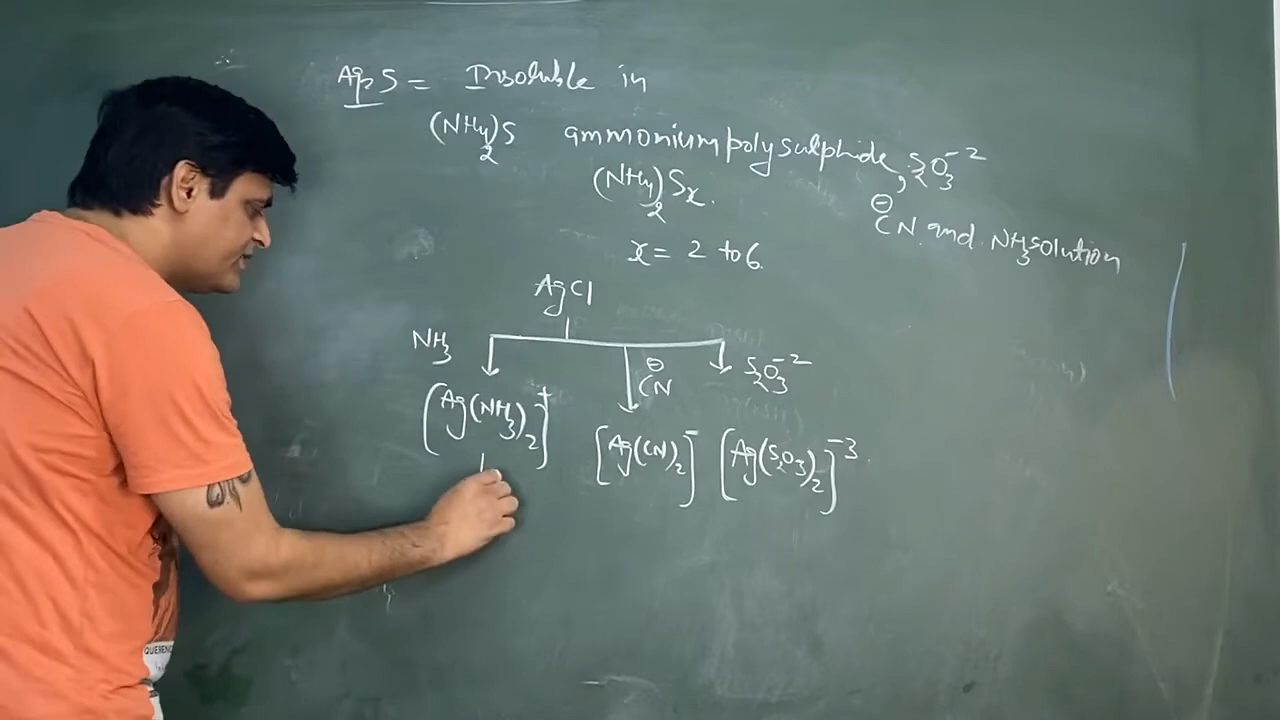 Ag₂S = Insoluble in
(NH₄)₂S ammonium polysulphide, S₂O₃⁻²
(NH₄)₂Sₓ.
⊖CN and NH₃ solution
x = 2 to 6.
AgCl
NH₃ ⊖CN S₂O₃⁻²
[Ag(NH₃)₂]⁺ [Ag(CN)₂]⁻ [Ag(S₂O₃)₂]⁻³.